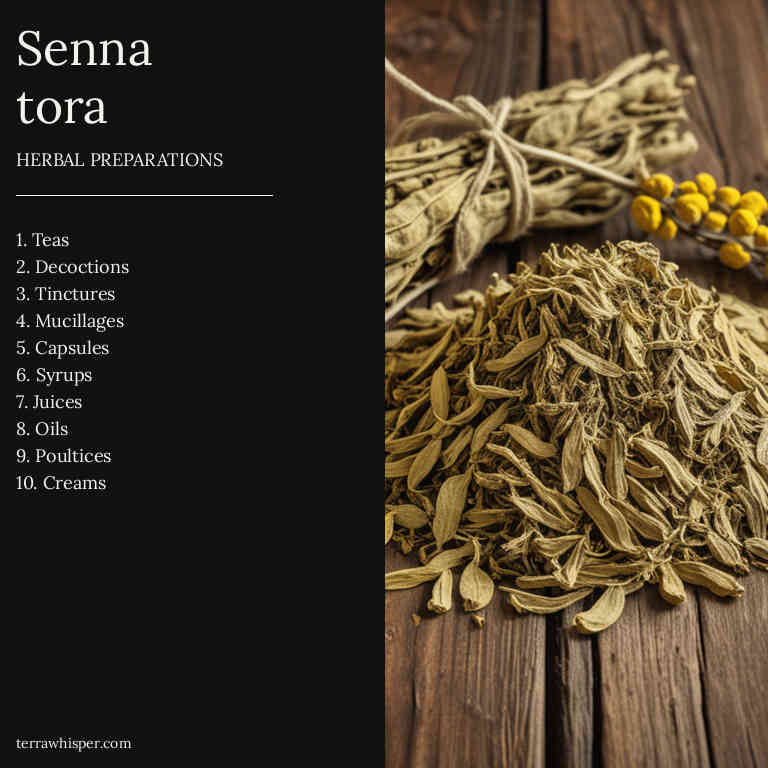 Senna
tora
HERBAL PREPARATIONS
1. Teas
2. Decoctions
3. Tinctures
4. Mucillages
5. Capsules
6. Syrups
7. Juices
8. Oils
9. Poultices
10. Creams
terrawhisper.com